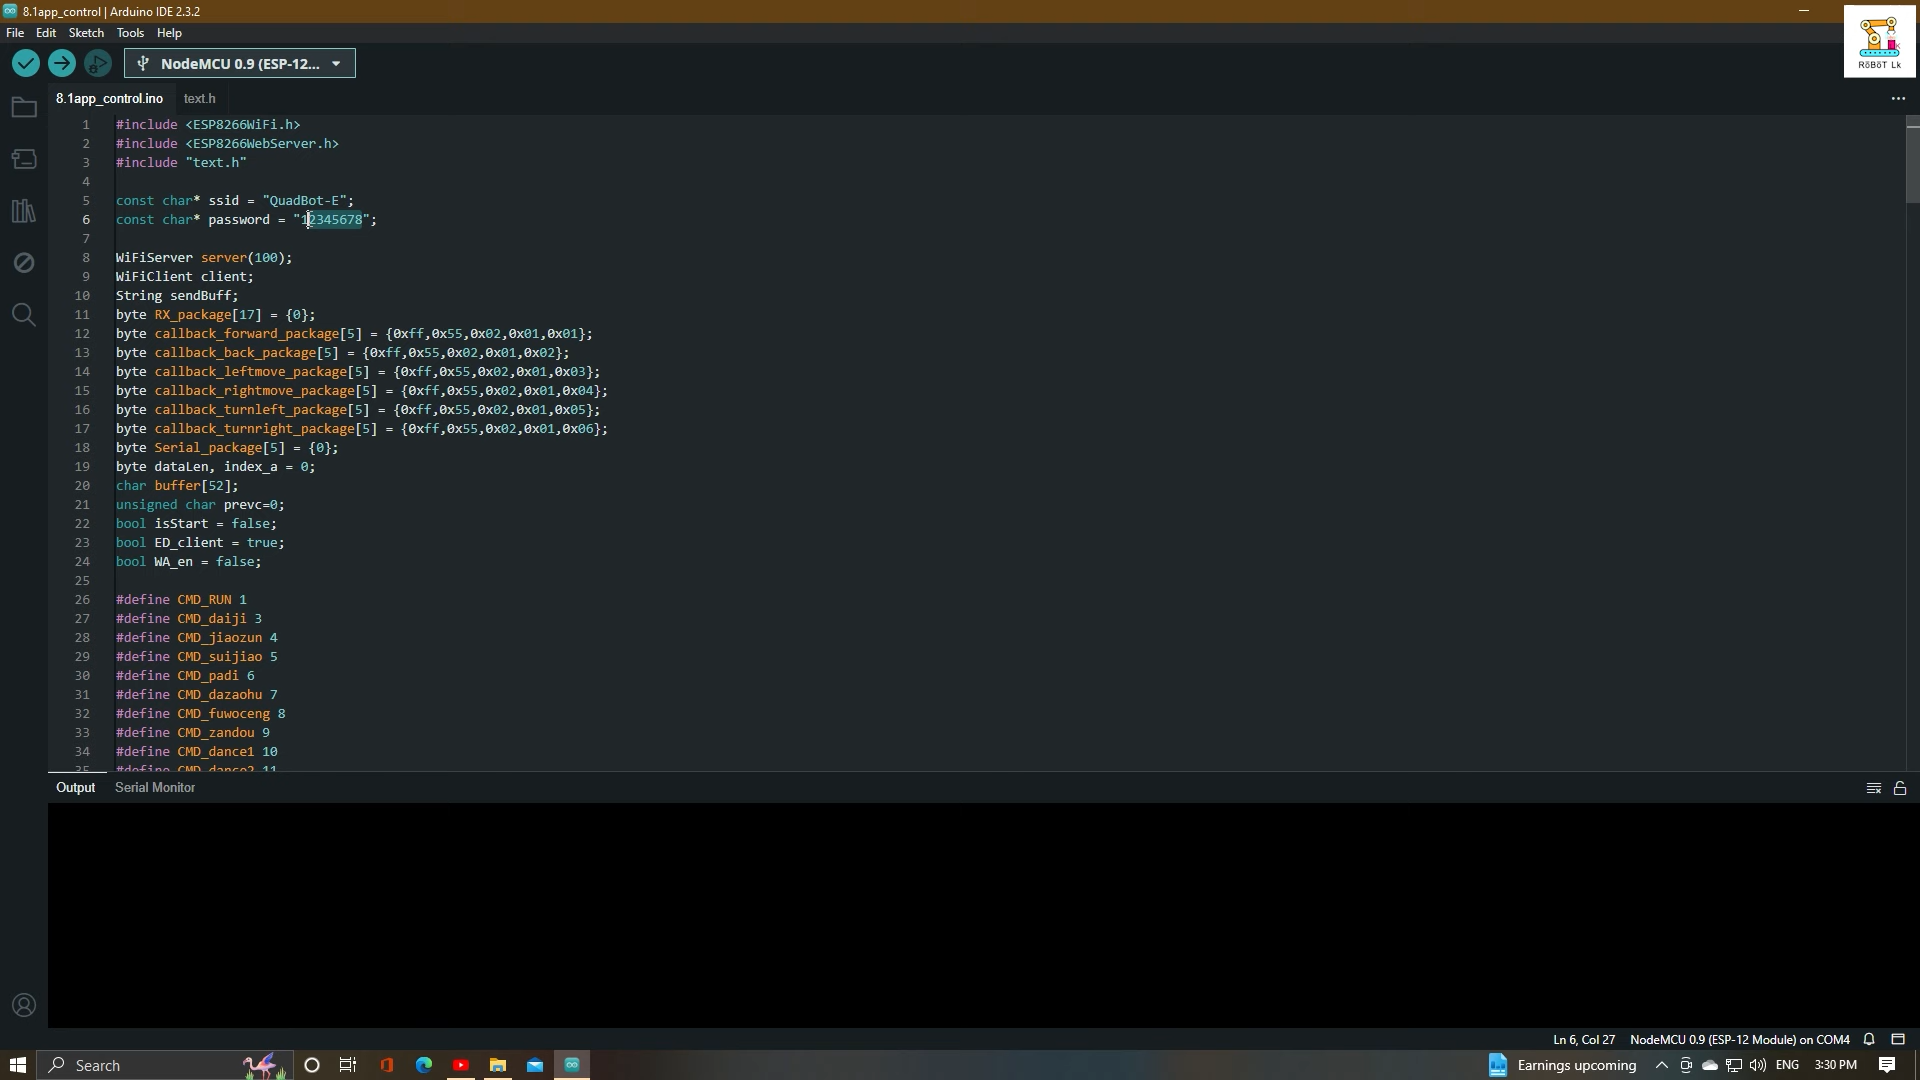 8.1app_control | Arduino IDE 2.3.2
File Edit Sketch Tools Help
NodeMCU 0.9 (ESP-12...
RöBöT Lk
8.1app_control.ino text.h
1 #include <ESP8266WiFi.h>
2 #include <ESP8266WebServer.h>
3 #include "text.h"
4
5 const char* ssid = "QuadBot-E";
6 const char* password = "12345678";
7
8 WiFiServer server(100);
9 WiFiClient client;
10 String sendBuff;
11 byte RX_package[17] = {0};
12 byte callback_forward_package[5] = {0xff,0x55,0x02,0x01,0x01};
13 byte callback_back_package[5] = {0xff,0x55,0x02,0x01,0x02};
14 byte callback_leftmove_package[5] = {0xff,0x55,0x02,0x01,0x03};
15 byte callback_rightmove_package[5] = {0xff,0x55,0x02,0x01,0x04};
16 byte callback_turnleft_package[5] = {0xff,0x55,0x02,0x01,0x05};
17 byte callback_turnright_package[5] = {0xff,0x55,0x02,0x01,0x06};
18 byte Serial_package[5] = {0};
19 byte dataLen, index_a = 0;
20 char buffer[52];
21 unsigned char prevc=0;
22 bool isStart = false;
23 bool ED_client = true;
24 bool WA_en = false;
25
26 #define CMD_RUN 1
27 #define CMD_daiji 3
28 #define CMD_jiaozun 4
29 #define CMD_suijiao 5
30 #define CMD_padi 6
31 #define CMD_dazaohu 7
32 #define CMD_fuwoceng 8
33 #define CMD_zandou 9
34 #define CMD_dance1 10
35 #define CMD_dance2 11
Output Serial Monitor
Ln 6, Col 27 NodeMCU 0.9 (ESP-12 Module) on COM4
Search Earnings upcoming ENG 3:30 PM